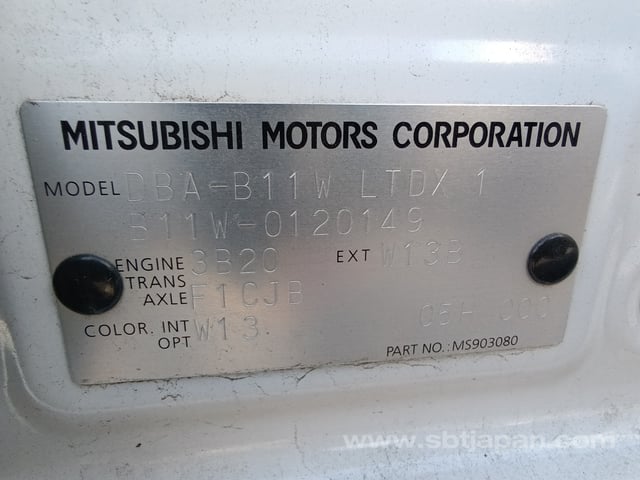 MITSUBISHI MOTORS CORPORATION
MODEL DBA-B11W LTDX 1
B11W-0120149
ENGINE 3B20 EXT W13B
TRANS
AXLE F1CJB
COLOR. INT W13 05H 000
OPT
PART NO.: MS903080
www.sbtjapan.com